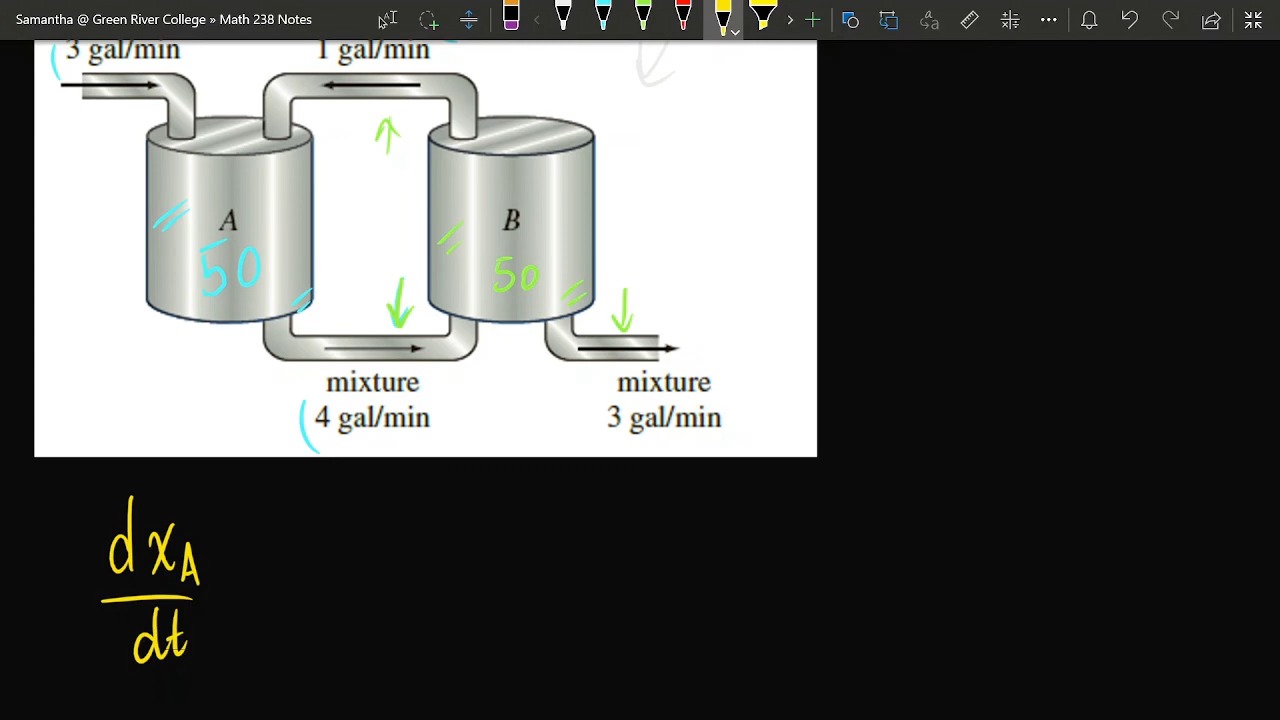 Samantha @ Green River College » Math 238 Notes
3 gal/min
1 gal/min
A
B
50
50
mixture
mixture
4 gal/min
3 gal/min
dx_A
dt